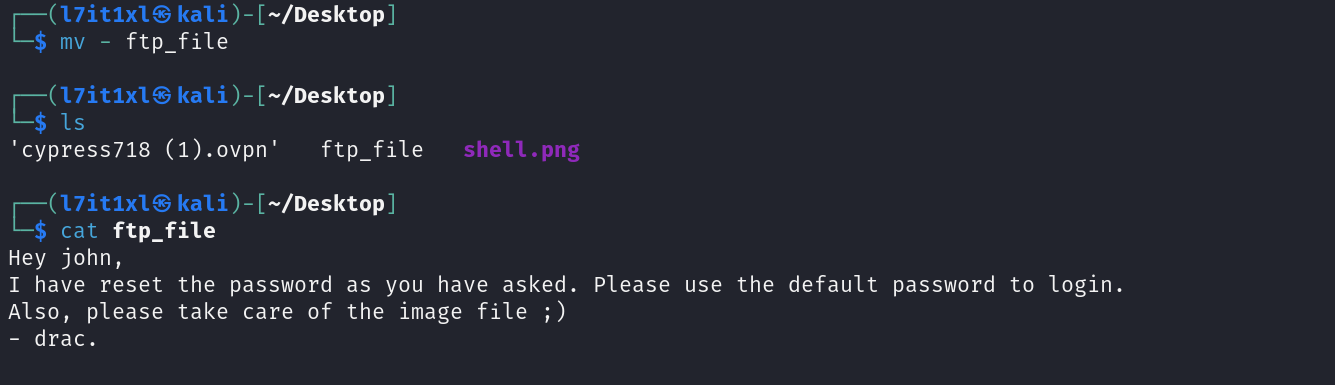 ┌──(l7it1xl㉿kali)-[~/Desktop]
└─$ mv - ftp_file
┌──(l7it1xl㉿kali)-[~/Desktop]
└─$ ls
'cypress718 (1).ovpn'   ftp_file   shell.png
┌──(l7it1xl㉿kali)-[~/Desktop]
└─$ cat ftp_file
Hey john,
I have reset the password as you have asked. Please use the default password to login.
Also, please take care of the image file ;)
- drac.